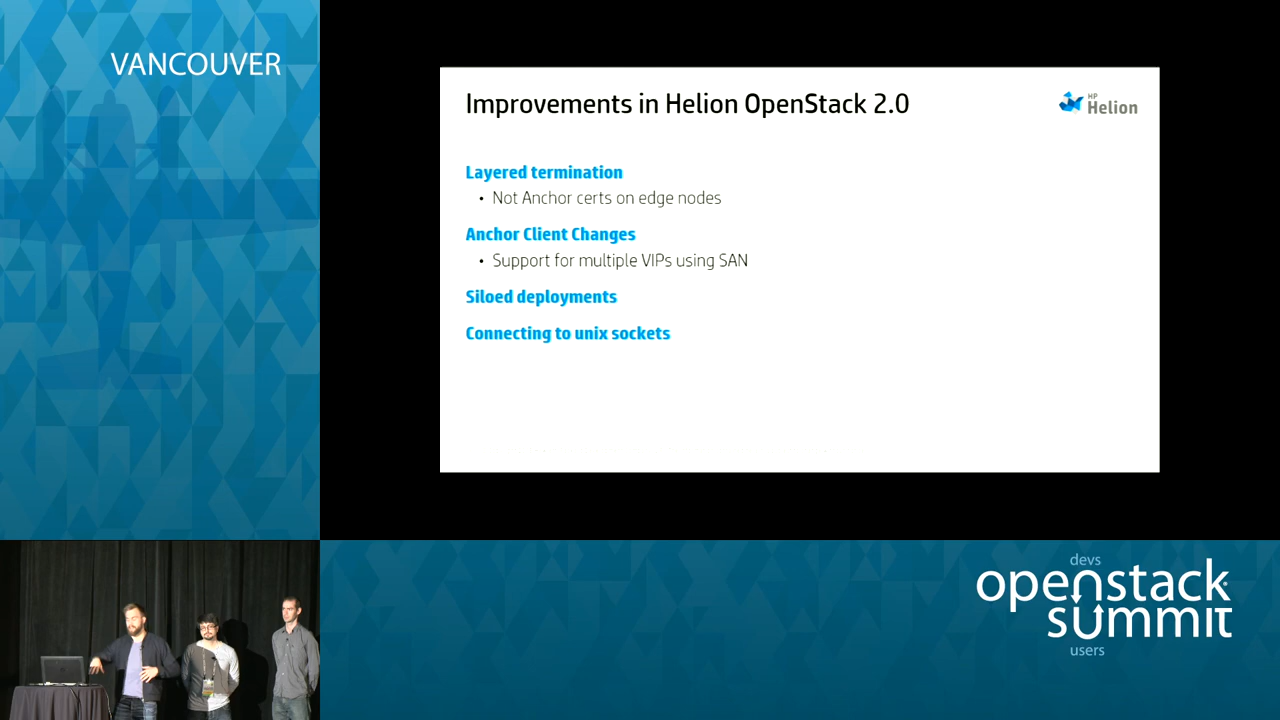 VANCOUVER
Improvements in Helion OpenStack 2.0
HP
Helion
Layered termination
• Not Anchor certs on edge nodes
Anchor Client Changes
• Support for multiple VIPs using SAN
Siloed deployments
Connecting to unix sockets
devs
openstack
summit
users